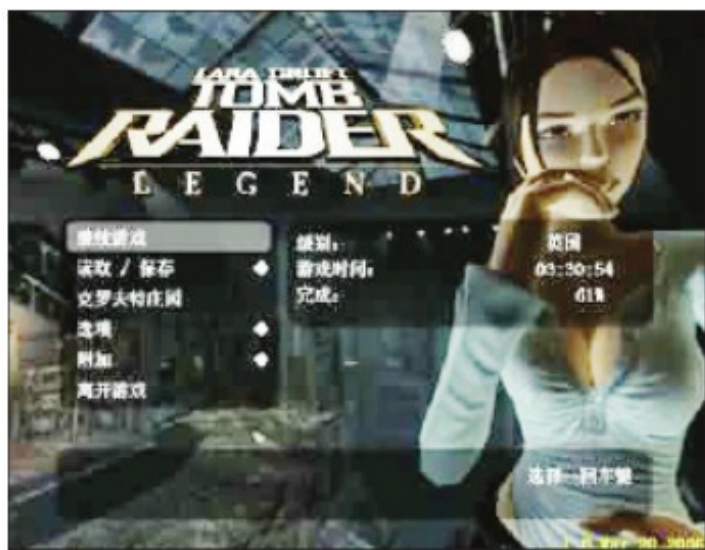 LARA CROFT
TOMB
RAIDER
LEGEND
继续游戏
读取 / 保存
克罗夫特庄园
选项
附加
离开游戏
级别: 英国
游戏时间: 03:30:54
完成: 61%
选择 回车键